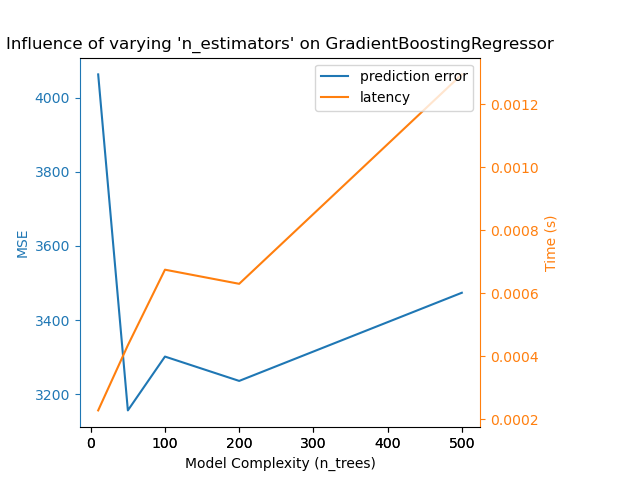 Influence of varying 'n_estimators' on GradientBoostingRegressor
prediction error
latency
4000
3800
3600
3400
3200
MSE
0.0012
0.0010
0.0008
0.0006
0.0004
0.0002
Time (s)
0 100 200 300 400 500
Model Complexity (n_trees)